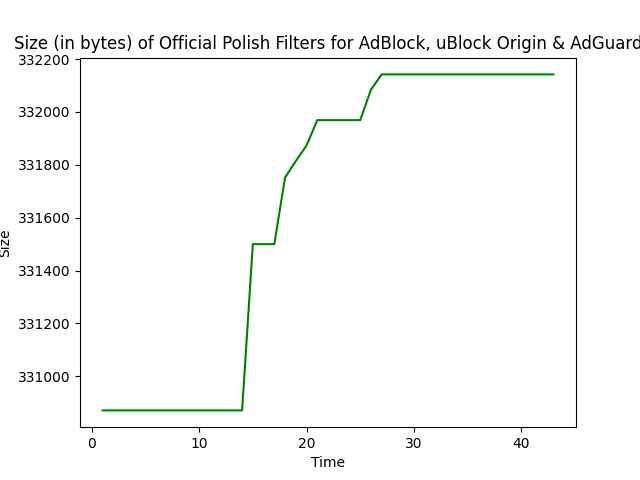 Size (in bytes) of Official Polish Filters for AdBlock, uBlock Origin & AdGuard
332200
332000
331800
331600
331400
331200
331000
Size
0 10 20 30 40
Time